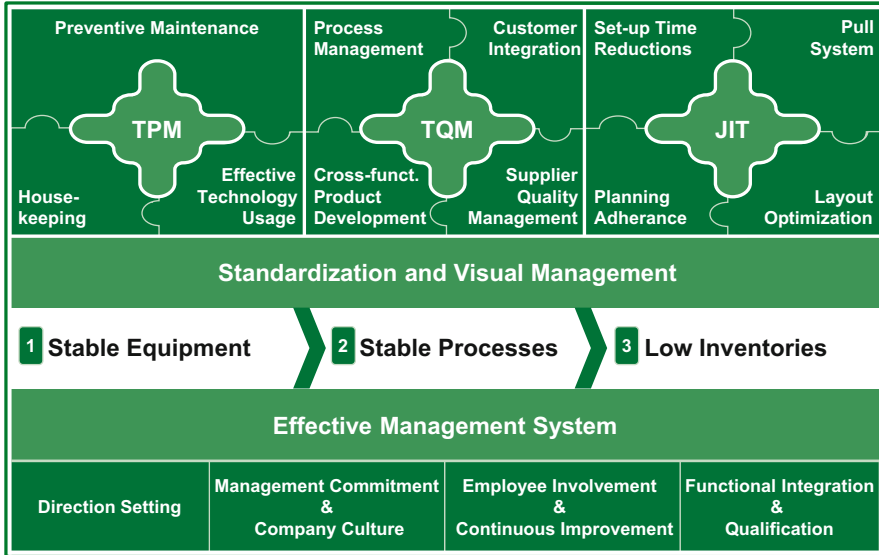 Preventive Maintenance
TPM
House-
keeping
Effective
Technology
Usage
Process
Management
Customer
Integration
TQM
Cross-funct.
Product
Development
Supplier
Quality
Management
Set-up Time
Reductions
Pull
System
JIT
Planning
Adherance
Layout
Optimization
Standardization and Visual Management
1 Stable Equipment
2 Stable Processes
3 Low Inventories
Effective Management System
Direction Setting
Management Commitment
&
Company Culture
Employee Involvement
&
Continuous Improvement
Functional Integration
&
Qualification